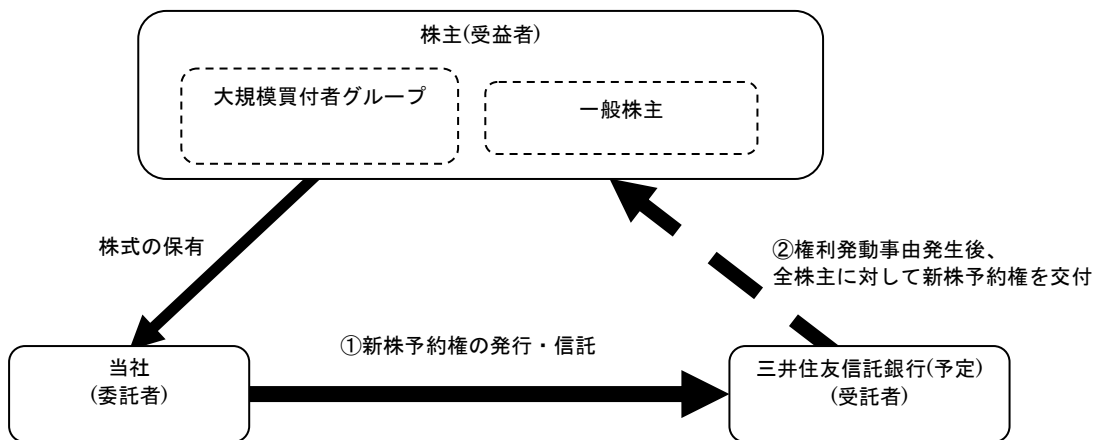 株主(受益者)
大規模買付者グループ
一般株主
株式の保有
②権利発動事由発生後、
全株主に対して新株予約権を交付
①新株予約権の発行・信託
当社
(委託者)
三井住友信託銀行(予定)
(受託者)